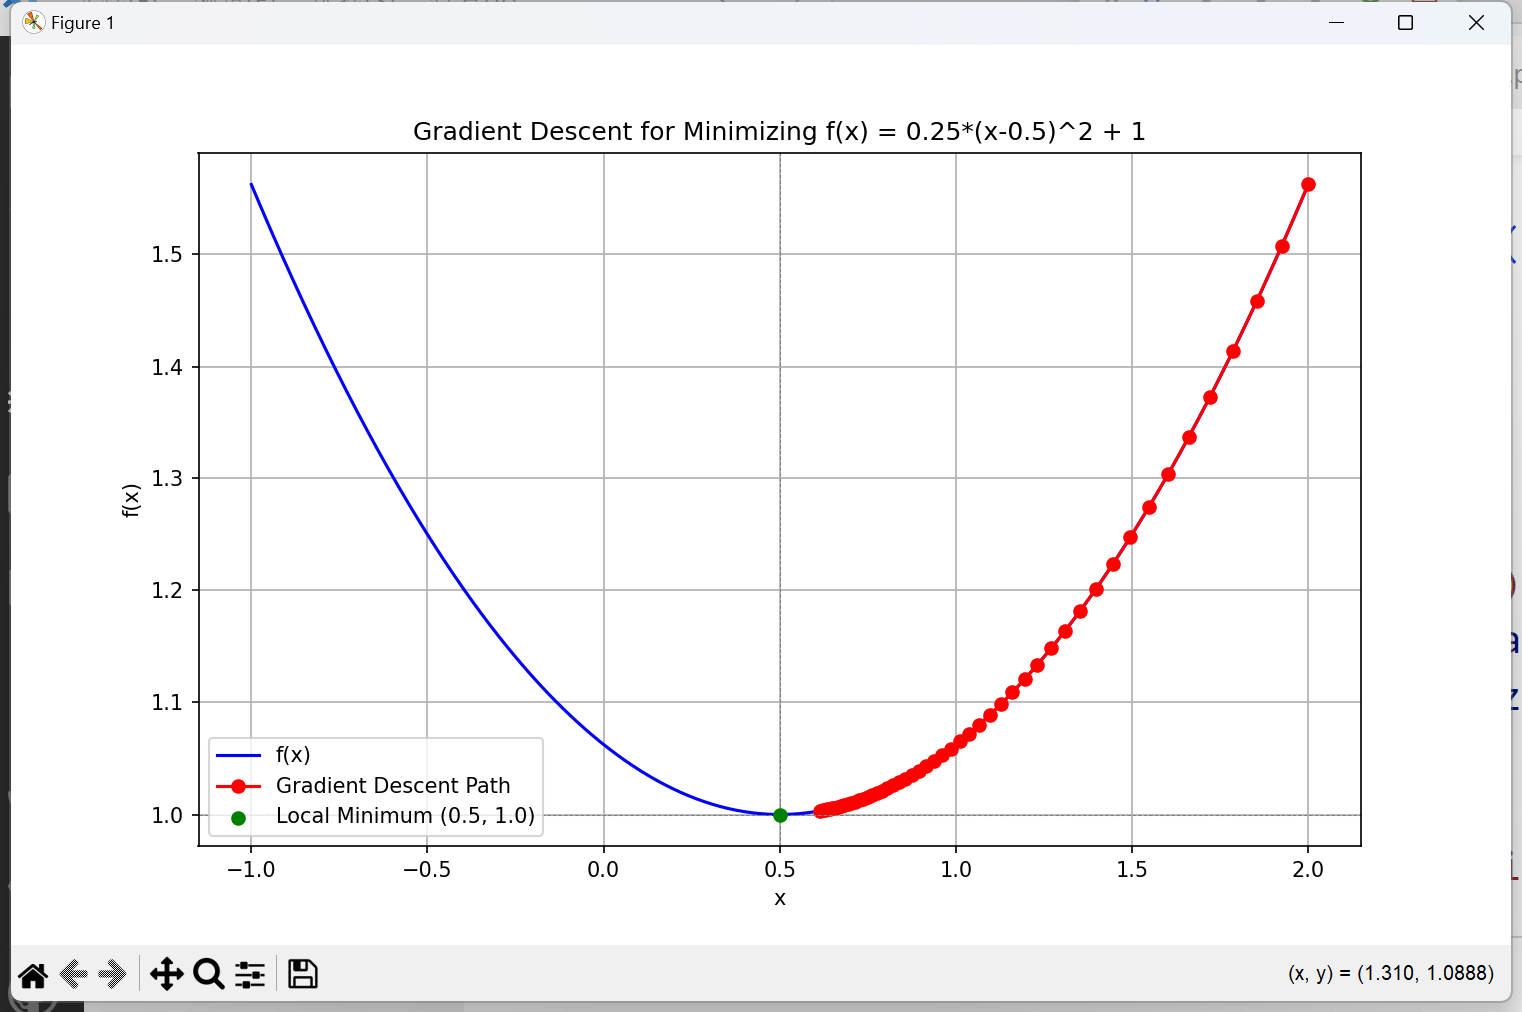 Figure 1
Gradient Descent for Minimizing f(x) = 0.25*(x-0.5)^2 + 1
f(x)
1.5
1.4
1.3
1.2
1.1
1.0
f(x)
Gradient Descent Path
Local Minimum (0.5, 1.0)
−1.0 −0.5 0.0 0.5 1.0 1.5 2.0
x
(x, y) = (1.310, 1.0888)